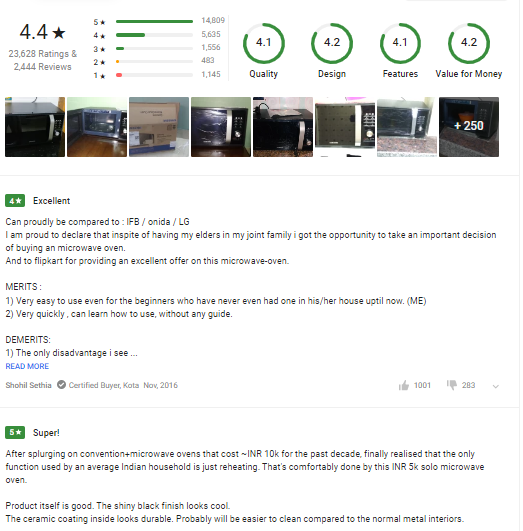 4.4 ★
23,628 Ratings &
2,444 Reviews
5 ★ 14,809
4 ★ 5,635
3 ★ 1,556
2 ★ 483
1 ★ 1,145
4.1 4.2 4.1 4.2
Quality Design Features Value for Money
+ 250
4★ Excellent
Can proudly be compared to : IFB / onida / LG
I am proud to declare that inspite of having my elders in my joint family i got the opportunity to take an important decision
of buying an microwave oven.
And to flipkart for providing an excellent offer on this microwave-oven.
MERITS :
1) Very easy to use even for the beginners who have never even had one in his/her house uptil now. (ME)
2) Very quickly , can learn how to use, without any guide.
DEMERITS:
1) The only disadvantage i see ...
READ MORE
Shohil Sethia Certified Buyer, Kota Nov, 2016 1001 283
5★ Super!
After splurging on convention+microwave ovens that cost ~INR 10k for the past decade, finally realised that the only
function used by an average Indian household is just reheating. That's comfortably done by this INR 5k solo microwave
oven.
Product itself is good. The shiny black finish looks cool.
The ceramic coating inside looks durable. Probably will be easier to clean compared to the normal metal interiors.